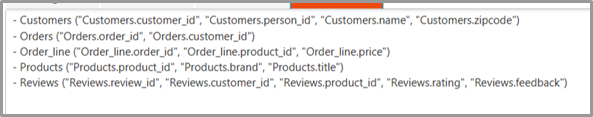 - Customers ("Customers.customer_id", "Customers.person_id", "Customers.name", "Customers.zipcode")
- Orders ("Orders.order_id", "Orders.customer_id")
- Order_line ("Order_line.order_id", "Order_line.product_id", "Order_line.price")
- Products ("Products.product_id", "Products.brand", "Products.title")
- Reviews ("Reviews.review_id", "Reviews.customer_id", "Reviews.product_id", "Reviews.rating", "Reviews.feedback")